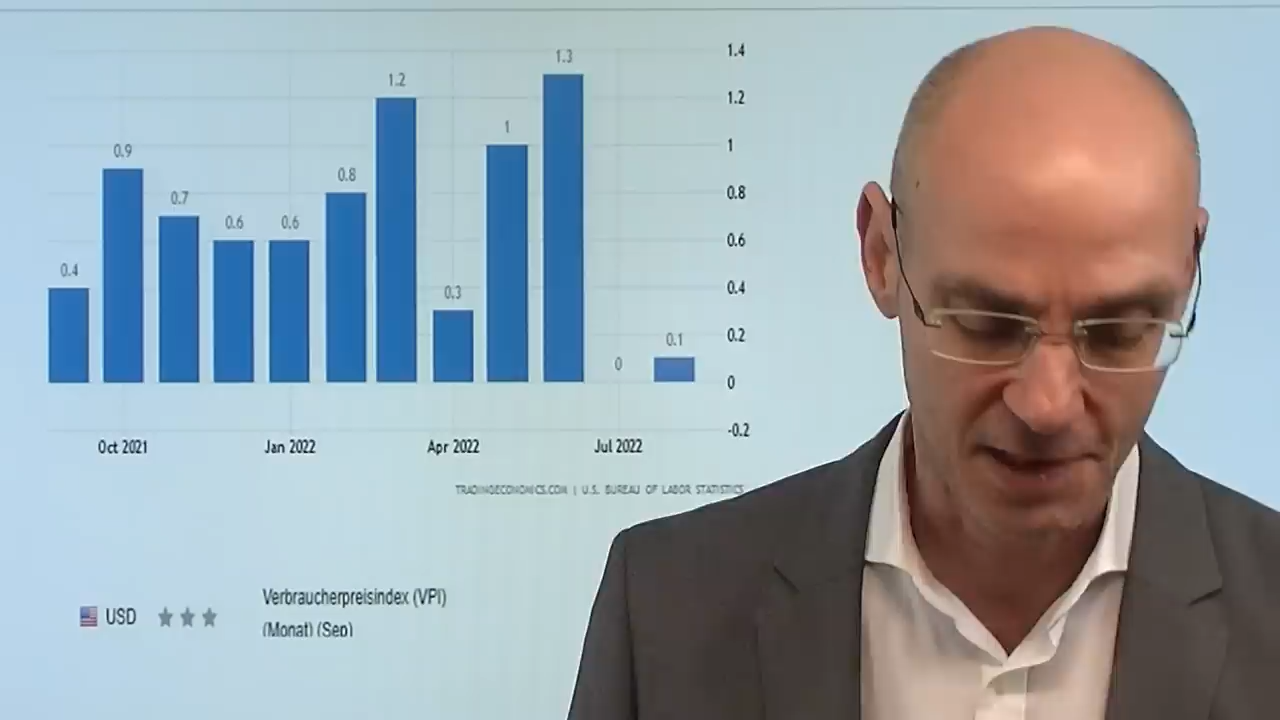 1.3
1.4
1.2
1.2
1
1
0.9
0.8
0.8
0.7
0.6
0.6
0.6
0.4
0.4
0.3
0.2
0
0.1
0
-0.2
Oct 2021
Jan 2022
Apr 2022
Jul 2022
TRADINGECONOMICS.COM | U.S. BUREAU OF LABOR STATISTICS
USD
Verbraucherpreisindex (VPI)
(Monat) (Sep)